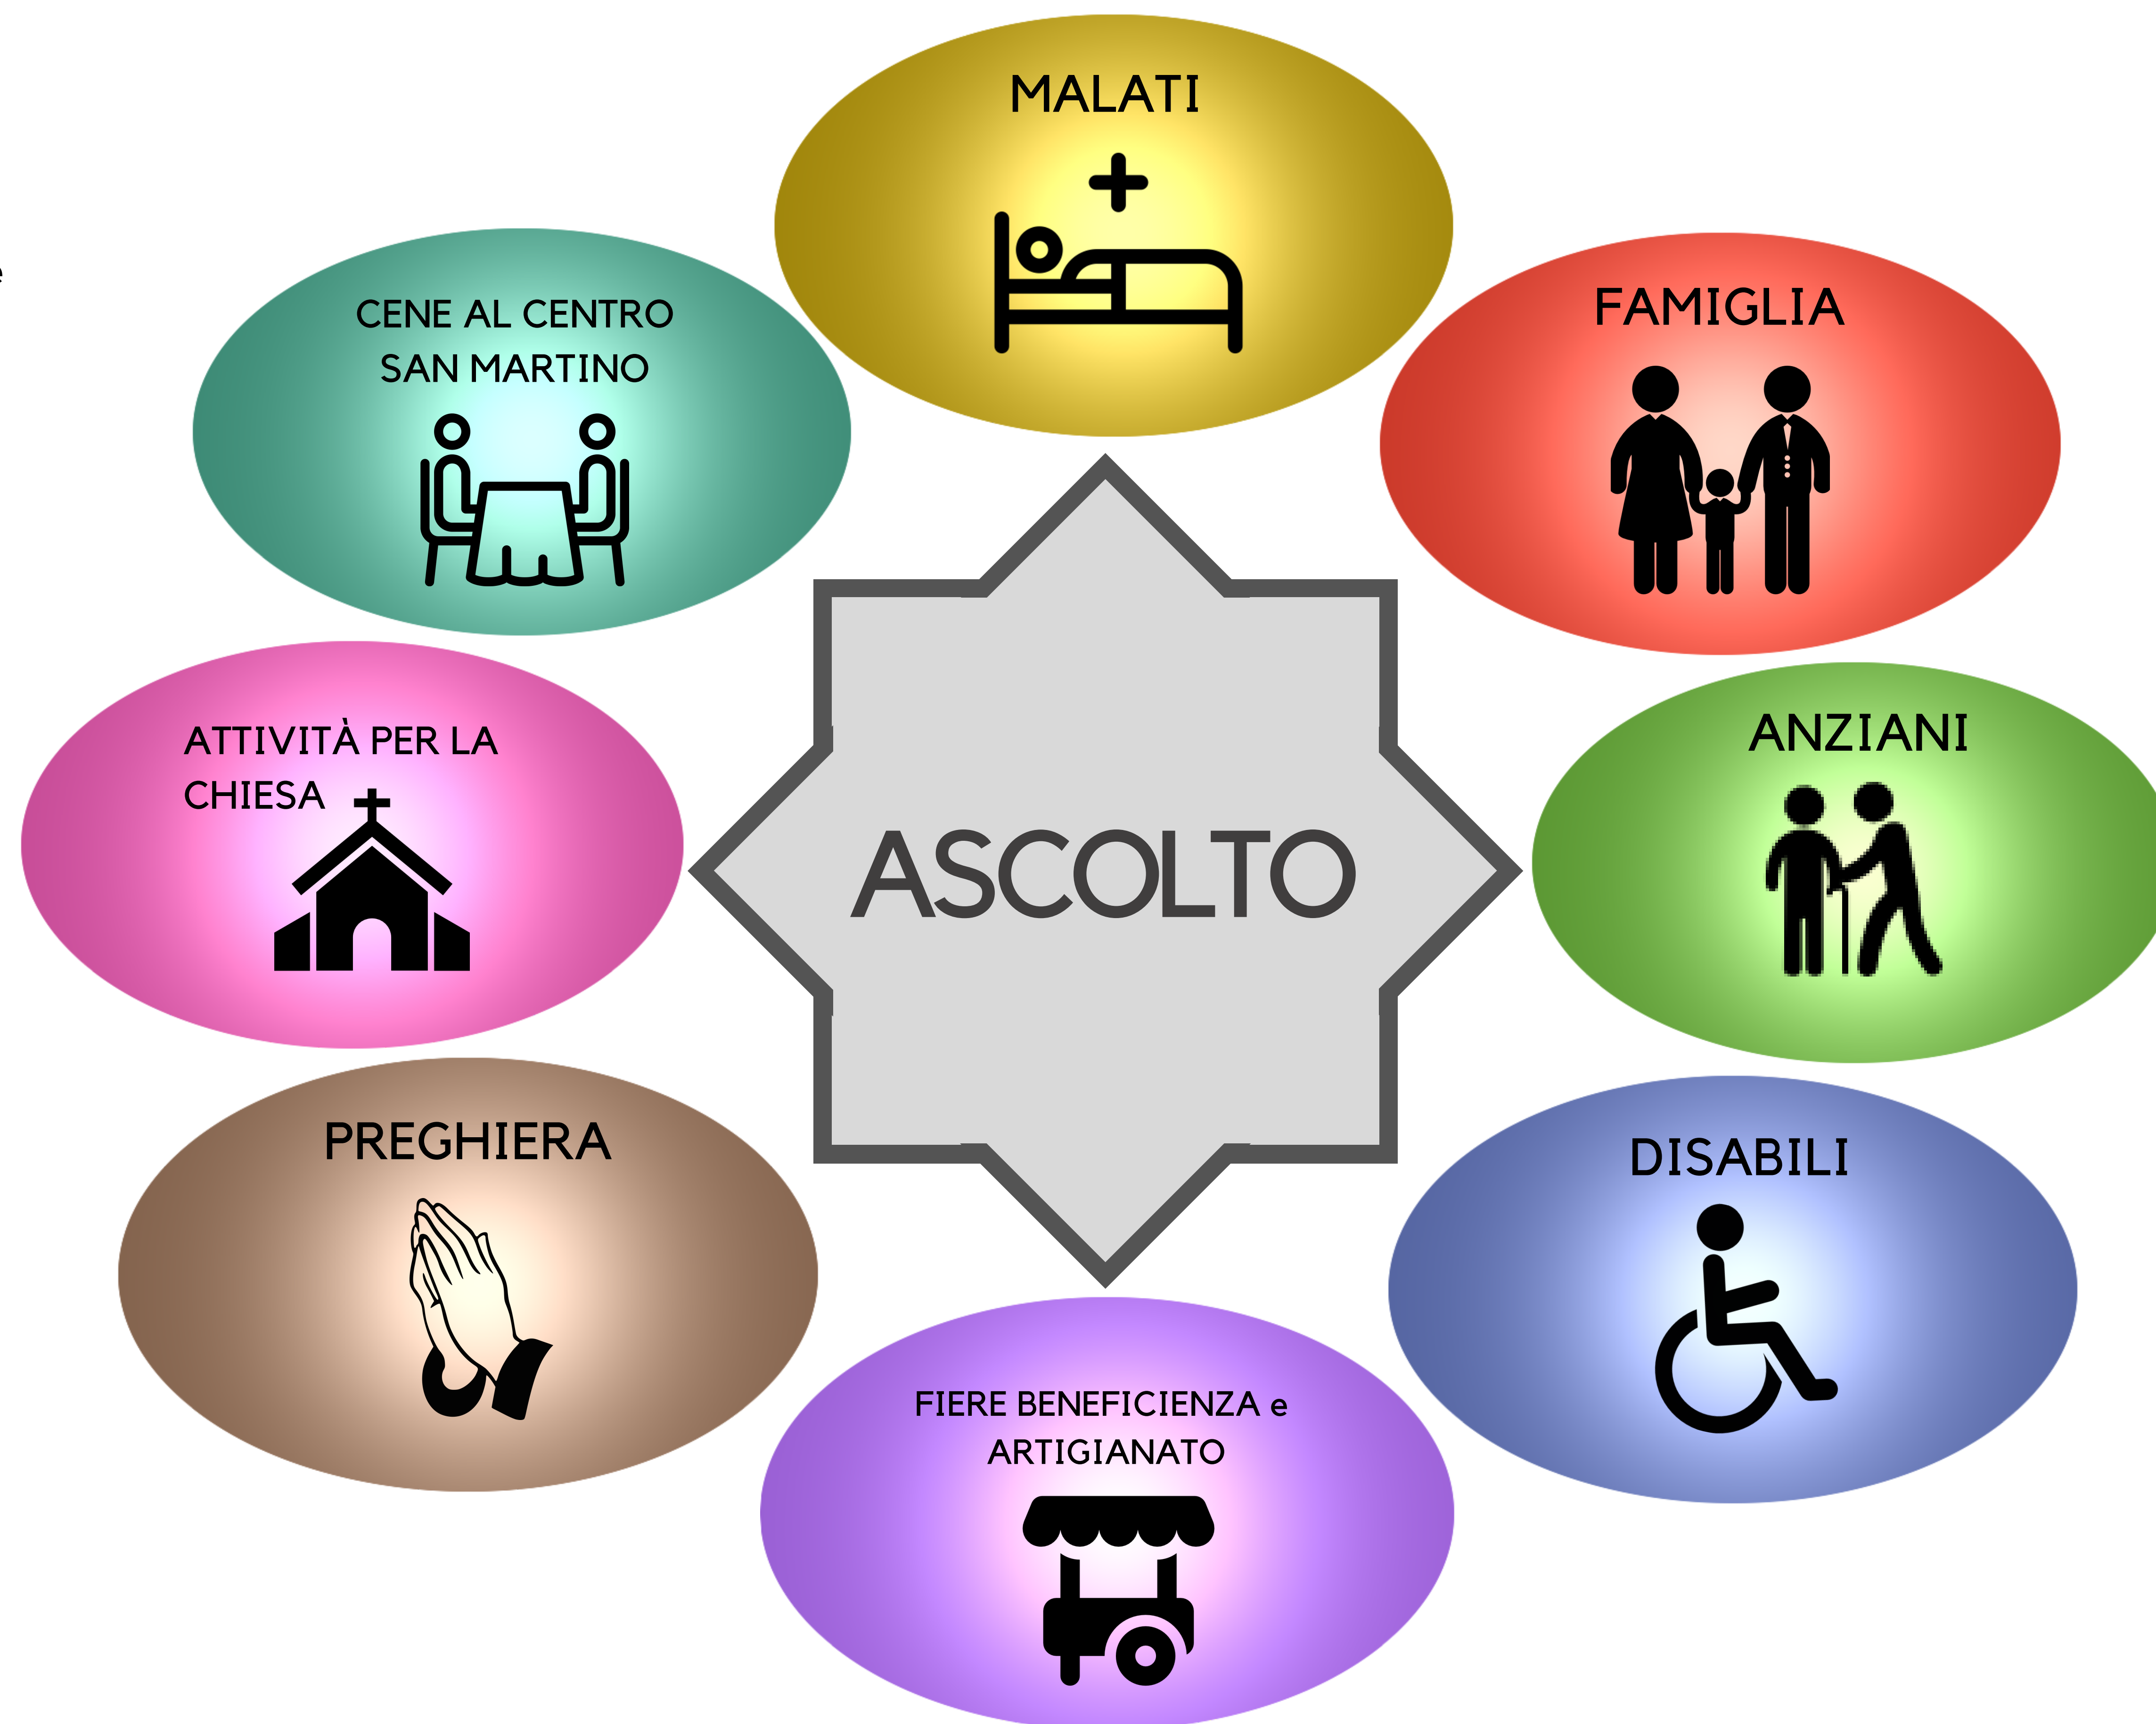 MALATI
CENE AL CENTRO
SAN MARTINO
FAMIGLIA
ATTIVITÀ PER LA
CHIESA
ANZIANI
ASCOLTO
PREGHIERA
DISABILI
FIERE BENEFICIENZA e
ARTIGIANATO